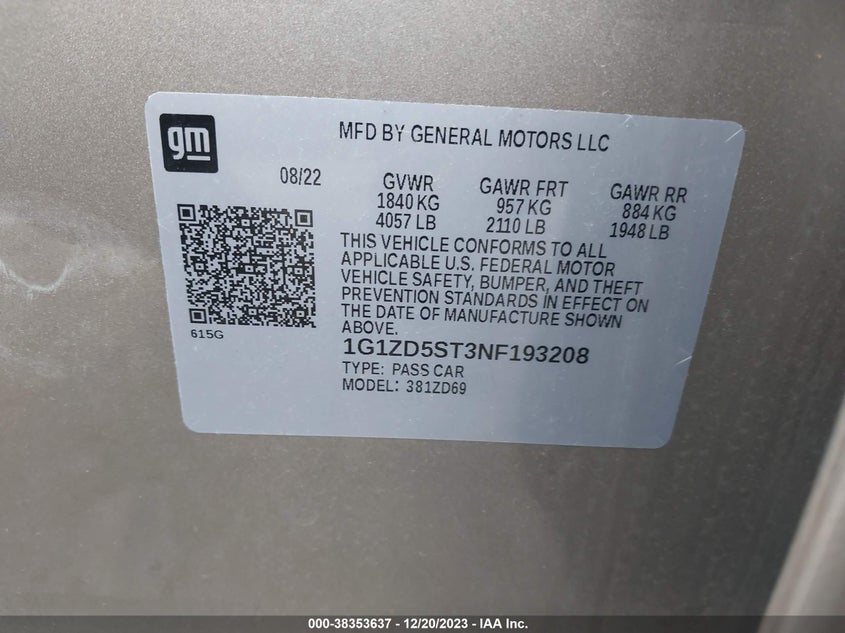 gm
MFD BY GENERAL MOTORS LLC
08/22
GVWR
1840 KG
4057 LB
GAWR FRT
957 KG
2110 LB
GAWR RR
884 KG
1948 LB
THIS VEHICLE CONFORMS TO ALL
APPLICABLE U.S. FEDERAL MOTOR
VEHICLE SAFETY, BUMPER, AND THEFT
PREVENTION STANDARDS IN EFFECT ON
THE DATE OF MANUFACTURE SHOWN
ABOVE.
615G
1G1ZD5ST3NF193208
TYPE: PASS CAR
MODEL: 381ZD69
000-38353637 - 12/20/2023 - IAA Inc.